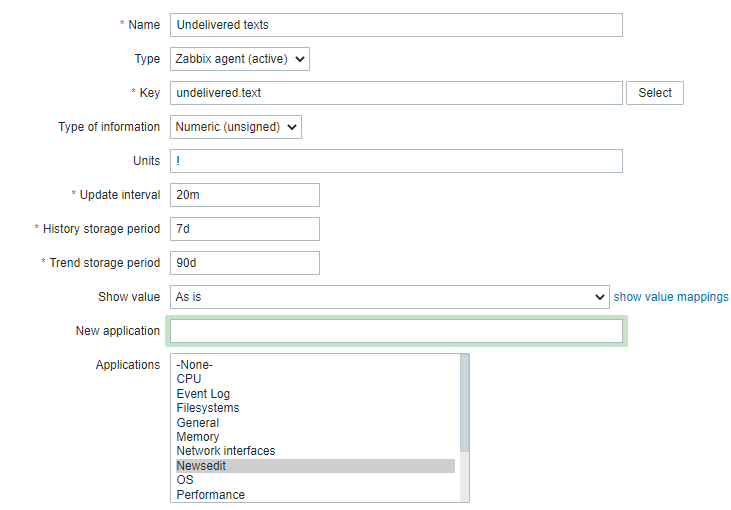 * Name Undelivered texts
Type Zabbix agent (active)
* Key undelivered.text Select
Type of information Numeric (unsigned)
Units !
* Update interval 20m
* History storage period 7d
* Trend storage period 90d
Show value As is show value mappings
New application
Applications -None-
CPU
Event Log
Filesystems
General
Memory
Network interfaces
Newsedit
OS
Performance